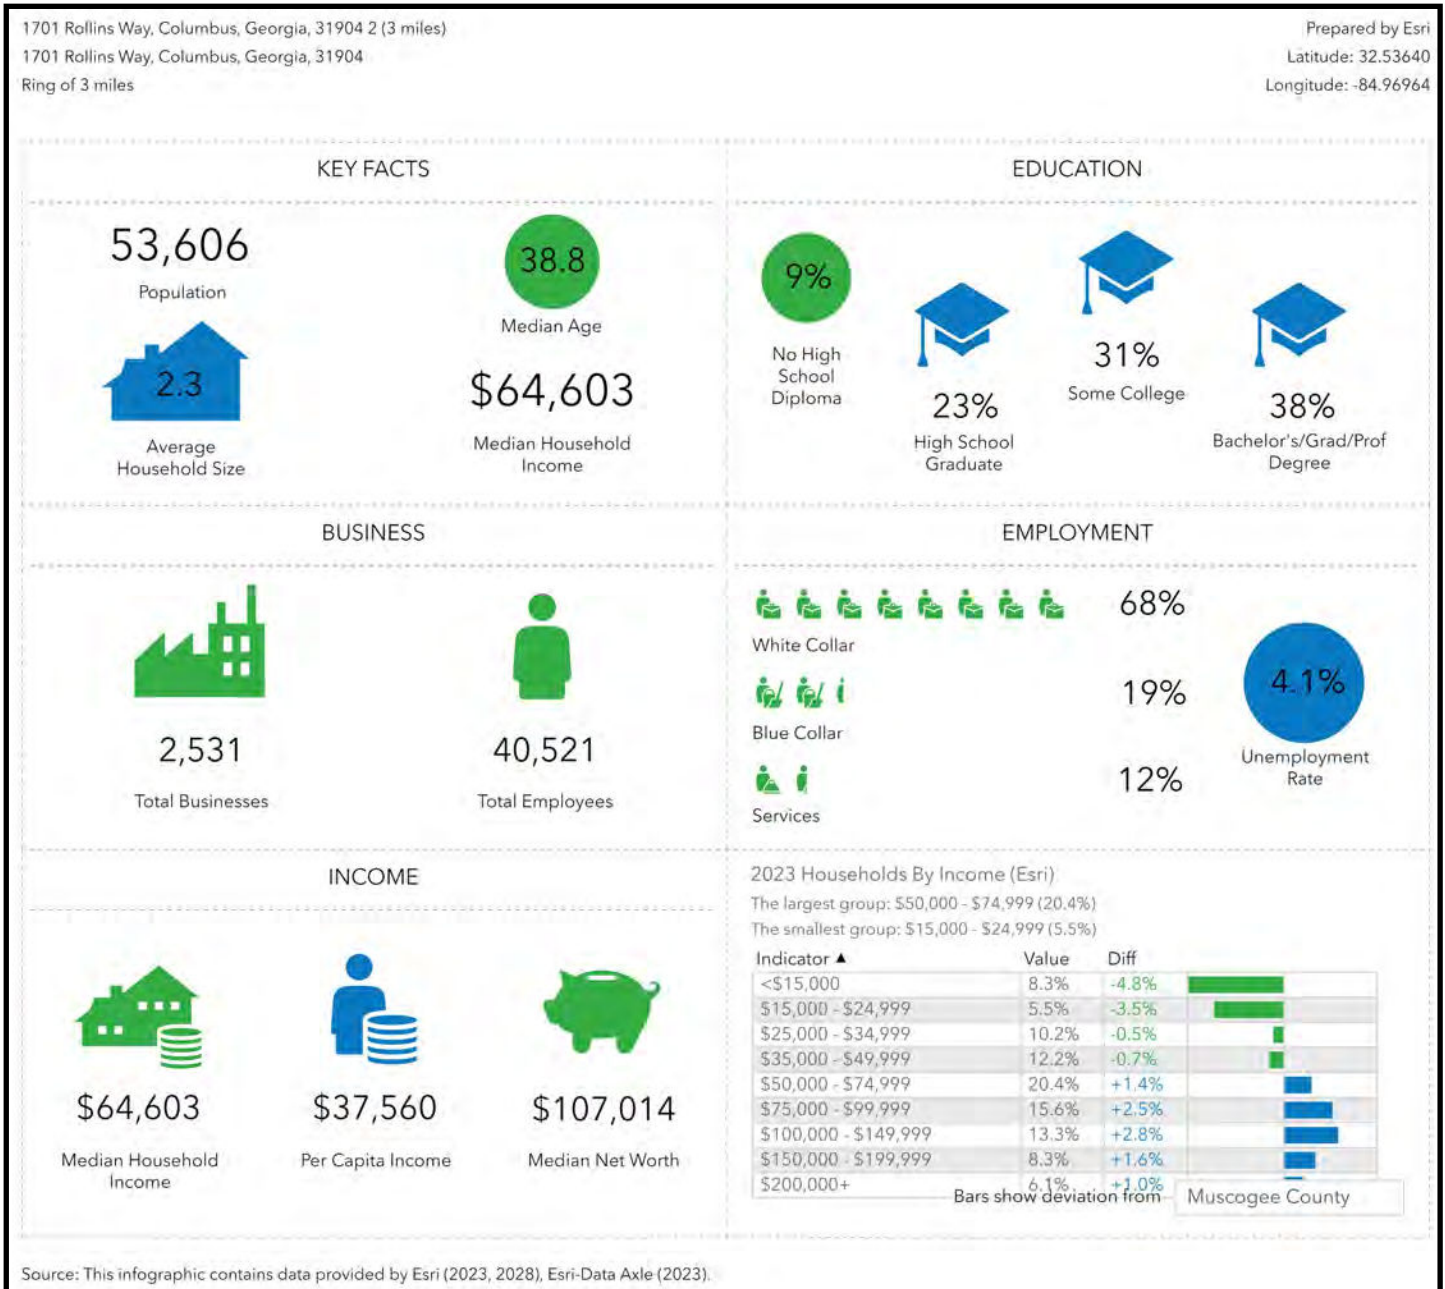 1701 Rollins Way, Columbus, Georgia, 31904 2 (3 miles)
1701 Rollins Way, Columbus, Georgia, 31904
Ring of 3 miles
Prepared by Esri
Latitude: 32.53640
Longitude: -84.96964
KEY FACTS
53,606
Population
38.8
Median Age
2.3
Average
Household Size
$64,603
Median Household
Income
EDUCATION
9%
No High
School
Diploma
23%
High School
Graduate
31%
Some College
38%
Bachelor's/Grad/Prof
Degree
BUSINESS
2,531
Total Businesses
40,521
Total Employees
EMPLOYMENT
68%
White Collar
19%
Blue Collar
12%
Services
4.1%
Unemployment
Rate
INCOME
$64,603
Median Household
Income
$37,560
Per Capita Income
$107,014
Median Net Worth
2023 Households By Income (Esri)
The largest group: $50,000 - $74,999 (20.4%)
The smallest group: $15,000 - $24,999 (5.5%)
Indicator ▲ Value Diff
<$15,000 8.3% -4.8%
$15,000 - $24,999 5.5% -3.5%
$25,000 - $34,999 10.2% -0.5%
$35,000 - $49,999 12.2% -0.7%
$50,000 - $74,999 20.4% +1.4%
$75,000 - $99,999 15.6% +2.5%
$100,000 - $149,999 13.3% +2.8%
$150,000 - $199,999 8.3% +1.6%
$200,000+ 6.1% +1.0%
Bars show deviation from Muscogee County
Source: This infographic contains data provided by Esri (2023, 2028), Esri-Data Axle (2023).